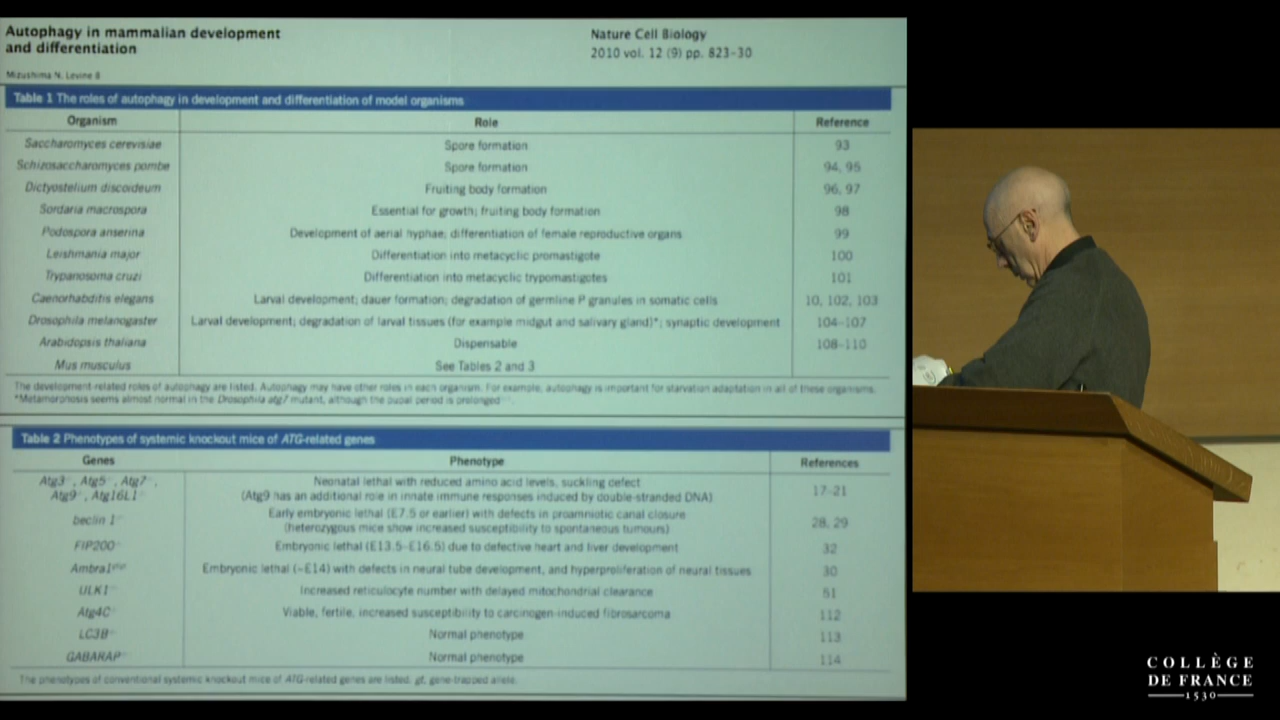 Autophagy in mammalian development
and differentiation
Nature Cell Biology
2010 vol. 12 (9) pp. 823–30
Mizushima N, Levine B
Table 1 The roles of autophagy in development and differentiation of model organisms
Organism Role Reference
Saccharomyces cerevisiae Spore formation 93
Schizosaccharomyces pombe Spore formation 94, 95
Dictyostelium discoideum Fruiting body formation 96, 97
Sordaria macrospora Essential for growth; fruiting body formation 98
Podospora anserina Development of aerial hyphae; differentiation of female reproductive organs 99
Leishmania major Differentiation into metacyclic promastigote 100
Trypanosoma cruzi Differentiation into metacyclic trypomastigotes 101
Caenorhabditis elegans Larval development; dauer formation; degradation of germline P granules in somatic cells 10, 102, 103
Drosophila melanogaster Larval development; degradation of larval tissues (for example midgut and salivary gland)*; synaptic development 104–107
Arabidopsis thaliana Dispensable 108–110
Mus musculus See Tables 2 and 3
The development-related roles of autophagy are listed. Autophagy may have other roles in each organism. For example, autophagy is important for starvation adaptation in all of these organisms.
*Metamorphosis seems almost normal in the Drosophila atg7 mutant, although the pupal period is prolonged
Table 2 Phenotypes of systemic knockout mice of ATG-related genes
Genes Phenotype References
Atg3, Atg5, Atg7, Neonatal lethal with reduced amino acid levels, suckling defect 17–21
Atg9, Atg16L1 (Atg9 has an additional role in innate immune responses induced by double-stranded DNA)
beclin 1 Early embryonic lethal (E7.5 or earlier) with defects in proamniotic canal closure 28, 29
(heterozygous mice show increased susceptibility to spontaneous tumours)
FIP200 Embryonic lethal (E13.5–E16.5) due to defective heart and liver development 32
Ambra1 Embryonic lethal (~E14) with defects in neural tube development, and hyperproliferation of neural tissues 30
ULK1 Increased reticulocyte number with delayed mitochondrial clearance 81
Atg4C Viable, fertile, increased susceptibility to carcinogen-induced fibrosarcoma 112
LC3B Normal phenotype 113
GABARAP Normal phenotype 114
The phenotypes of conventional systemic knockout mice of ATG-related genes are listed. gt, gene-trapped allele.
COLLÈGE
DE FRANCE
1530